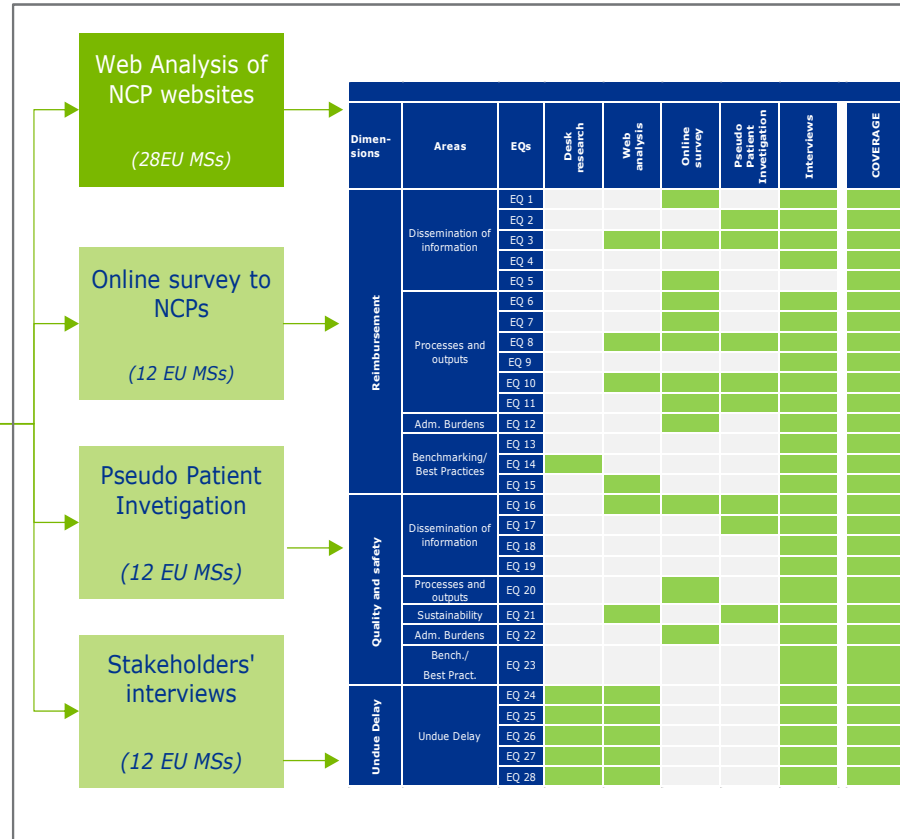 Web Analysis of
NCP websites
(28EU MSs)
Online survey to
NCPs
(12 EU MSs)
Pseudo Patient
Invetigation
(12 EU MSs)
Stakeholders'
interviews
(12 EU MSs)
Dimen-
sions
Areas
EQs
Desk
research
Web
analysis
Online
survey
Pseudo
Patient
Invetigation
Interviews
COVERAGE
Reimbursement
Dissemination of
information
EQ 1
EQ 2
EQ 3
EQ 4
EQ 5
Processes and
outputs
EQ 6
EQ 7
EQ 8
EQ 9
EQ 10
EQ 11
Adm. Burdens
EQ 12
Benchmarking/
Best Practices
EQ 13
EQ 14
EQ 15
Quality and safety
Dissemination of
information
EQ 16
EQ 17
EQ 18
EQ 19
Processes and
outputs
EQ 20
Sustainability
EQ 21
Adm. Burdens
EQ 22
Bench./
Best Pract.
EQ 23
Undue Delay
Undue Delay
EQ 24
EQ 25
EQ 26
EQ 27
EQ 28